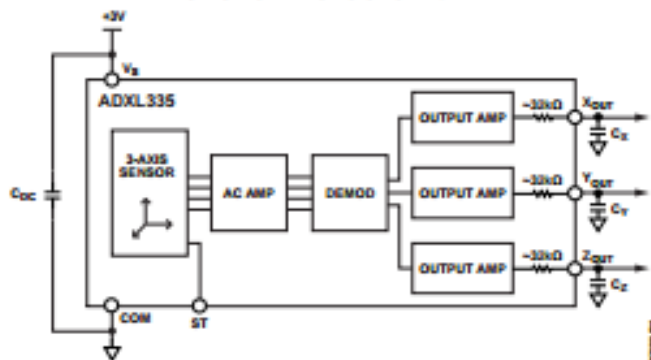 +3V
VS
ADXL335
3-AXIS
SENSOR
AC AMP
DEMOD
OUTPUT AMP
~32kΩ
XOUT
CX
OUTPUT AMP
~32kΩ
YOUT
CY
OUTPUT AMP
~32kΩ
ZOUT
CZ
CDC
COM
ST